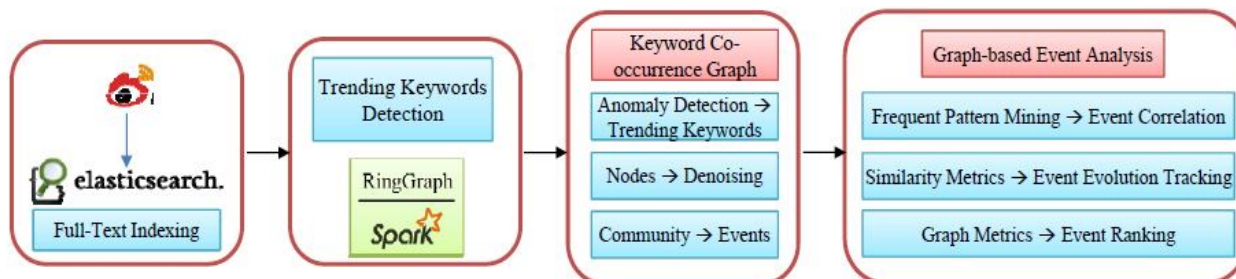 elasticsearch.
Full-Text Indexing
Trending Keywords
Detection
RingGraph
Spark
Keyword Co-
occurrence Graph
Anomaly Detection →
Trending Keywords
Nodes → Denoising
Community → Events
Graph-based Event Analysis
Frequent Pattern Mining → Event Correlation
Similarity Metrics → Event Evolution Tracking
Graph Metrics → Event Ranking